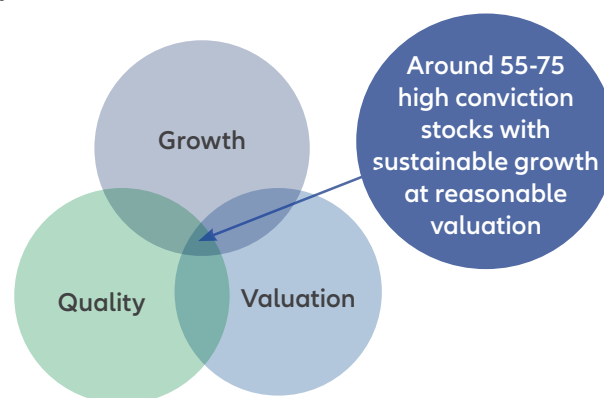 Around 55-75
high conviction
stocks with
sustainable growth
at reasonable
valuation
Growth
Quality
Valuation